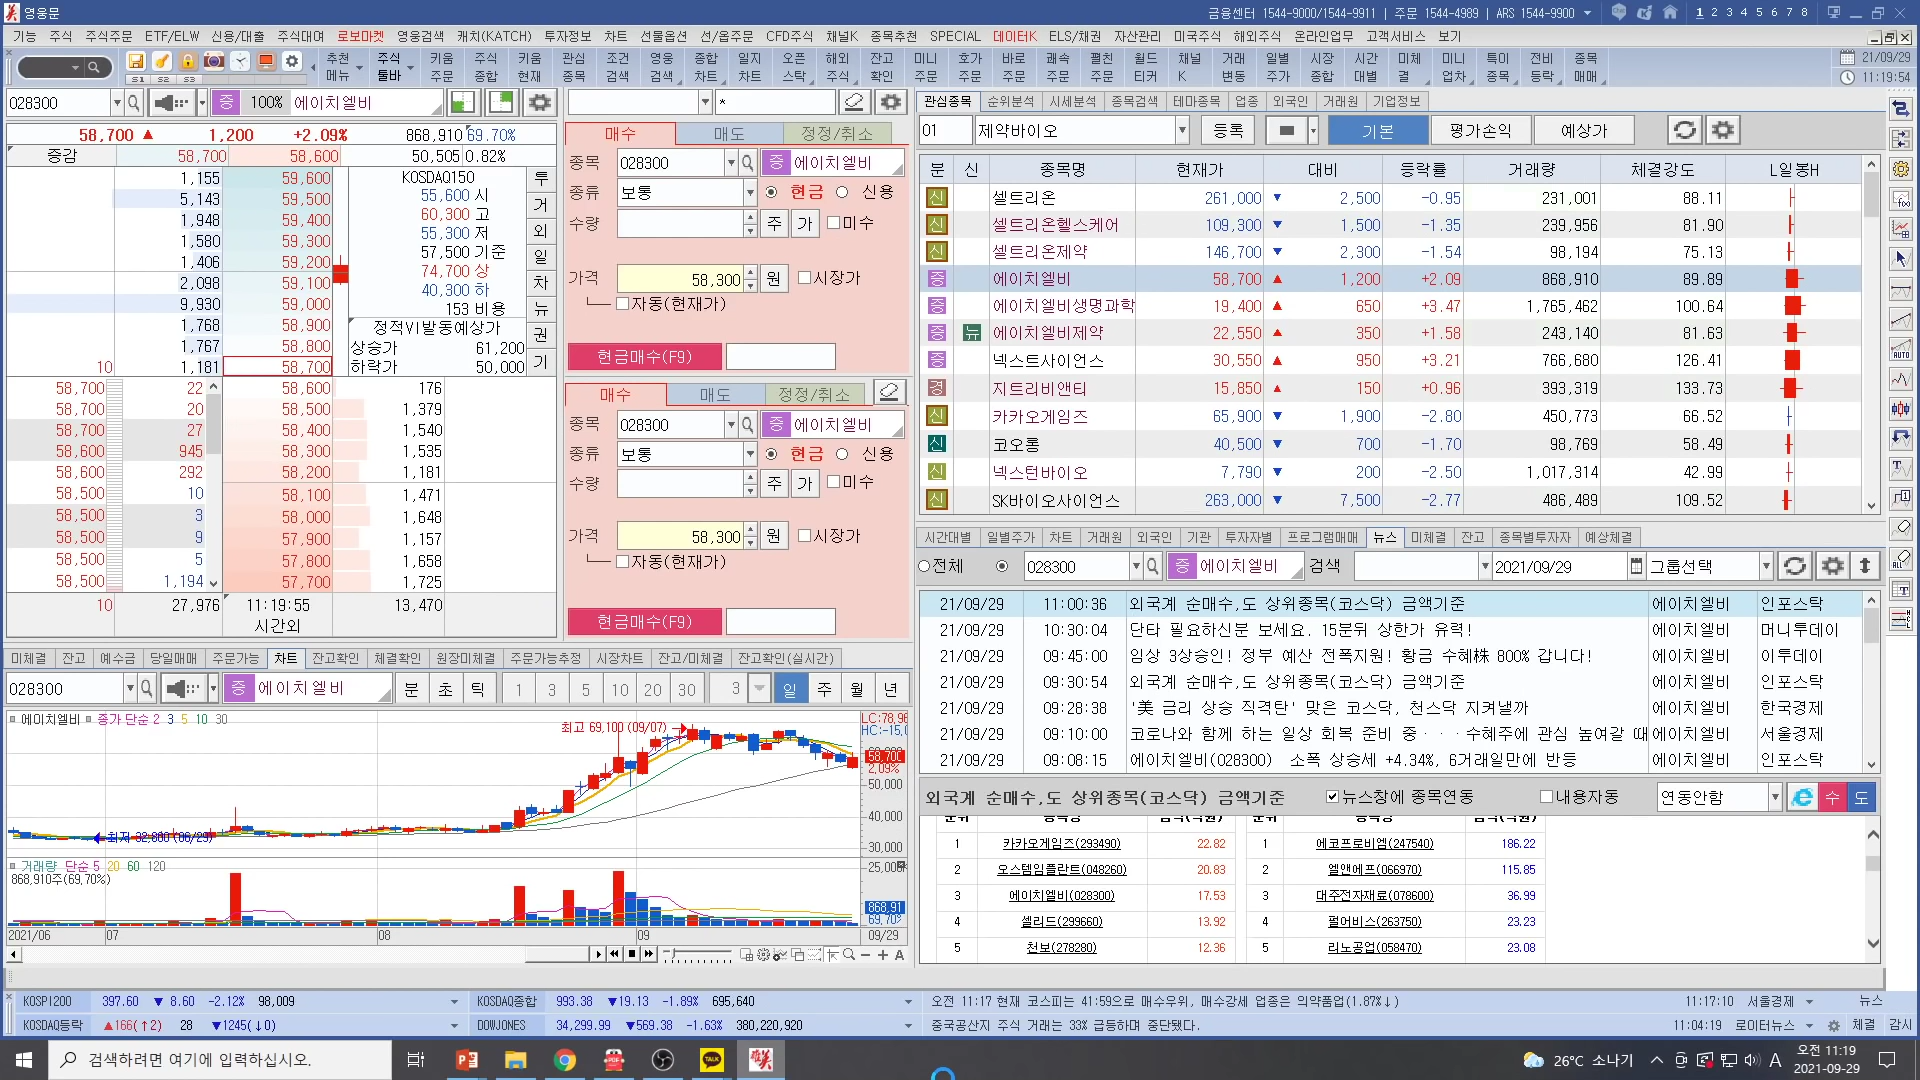 영웅문
금융센터 1544-9000/1544-9911 | 주문 1544-4989 | ARS 1544-9900
1 2 3 4 5 6 7 8
기능 주식 주식주문 ETF/ELW 신용/대출 주식대여 로보마켓 영웅검색 캐치(KATCH) 투자정보 차트 선물옵션 선/옵주문 CFD주식 채널K 종목추천 SPECIAL 데이터K ELS/채권 자산관리 미국주식 해외주식 온라인업무 고객서비스 보기
S1 S2 S3
추천 메뉴 주식 툴바 키움 주문 주식 종합 키움 현재 관심 종목 조건 검색 영웅 검색 종합 차트 일지 차트 오픈 스탁 해외 주식 잔고 확인 미니 주문 호가 주문 바로 주문 쾌속 주문 펼친 주문 월드 티커 채널 K 거래 변동 일별 주가 시장 종합 시간 대별 미체 결 미니 업차 특이 종목 전비 등락 종목 매매
21/09/29
11:19:54
028300 증 100% 에이치엘비
58,700 ▲ 1,200 +2.09% 868,910 69.70%
증감 58,700 58,600 50,505 0.82%
1,155 59,600 KOSDAQ150 투
5,143 59,500 55,600 시 거
1,948 59,400 60,300 고
1,580 59,300 55,300 저 외
1,406 59,200 57,500 기준 일
2,098 59,100 74,700 상 차
9,930 59,000 40,300 하
1,768 58,900 153 비용 뉴
1,767 58,800 정적VI발동예상가 권
상승가 61,200
10 1,181 58,700 하락가 50,000 기
58,700 22 58,600 176
58,700 20 58,500 1,379
58,700 27 58,400 1,540
58,600 945 58,300 1,535
58,600 292 58,200 1,181
58,500 10 58,100 1,471
58,500 3 58,000 1,648
58,500 9 57,900 1,157
58,500 5 57,800 1,658
58,500 1,194 57,700 1,725
10 27,976 11:19:55 13,470
시간외
*
매수 매도 정정/취소
종목 028300 증 에이치엘비
종류 보통 현금 신용
수량 주 가 미수
가격 58,300 원 시장가
자동(현재가)
현금매수(F9)
매수 매도 정정/취소
종목 028300 증 에이치엘비
종류 보통 현금 신용
수량 주 가 미수
가격 58,300 원 시장가
자동(현재가)
현금매수(F9)
관심종목 순위분석 시세분석 종목검색 테마종목 업종 외국인 거래원 기업정보
01 제약바이오 등록 기본 평가손익 예상가
분 신 종목명 현재가 대비 등락률 거래량 체결강도 L일봉H
신 셀트리온 261,000 ▼ 2,500 -0.95 231,001 88.11
신 셀트리온헬스케어 109,300 ▼ 1,500 -1.35 239,956 81.90
신 셀트리온제약 146,700 ▼ 2,300 -1.54 98,194 75.13
증 에이치엘비 58,700 ▲ 1,200 +2.09 868,910 89.89
증 에이치엘비생명과학 19,400 ▲ 650 +3.47 1,765,462 100.64
증 뉴 에이치엘비제약 22,550 ▲ 350 +1.58 243,140 81.63
증 넥스트사이언스 30,550 ▲ 950 +3.21 766,680 126.41
경 지트리비앤티 15,850 ▲ 150 +0.96 393,319 133.73
신 카카오게임즈 65,900 ▼ 1,900 -2.80 450,773 66.52
신 코오롱 40,500 ▼ 700 -1.70 98,769 58.49
신 넥스턴바이오 7,790 ▼ 200 -2.50 1,017,314 42.99
신 SK바이오사이언스 263,000 ▼ 7,500 -2.77 486,489 109.52
시간대별 일별주가 차트 거래원 외국인 기관 투자자별 프로그램매매 뉴스 미체결 잔고 종목별투자자 예상체결
전체 028300 증 에이치엘비 검색 2021/09/29 그룹선택
21/09/29 11:00:36 외국계 순매수,도 상위종목(코스닥) 금액기준 에이치엘비 인포스탁
21/09/29 10:30:04 단타 필요하신분 보세요. 15분뒤 상한가 유력! 에이치엘비 머니투데이
21/09/29 09:45:00 임상 3상승인! 정부 예산 전폭지원! 황금 수혜株 800% 갑니다! 에이치엘비 이투데이
21/09/29 09:30:54 외국계 순매수,도 상위종목(코스닥) 금액기준 에이치엘비 인포스탁
21/09/29 09:28:38 '美 금리 상승 직격탄' 맞은 코스닥, 천스닥 지켜낼까 에이치엘비 한국경제
21/09/29 09:10:00 코로나와 함께 하는 일상 회복 준비 중···수혜주에 관심 높여갈 때 에이치엘비 서울경제
21/09/29 09:08:15 에이치엘비(028300) 소폭 상승세 +4.34%, 6거래일만에 반등 에이치엘비 인포스탁
외국계 순매수,도 상위종목(코스닥) 금액기준 뉴스창에 종목연동 내용자동 연동안함 수 도
1 카카오게임즈(293490) 22.82 1 에코프로비엠(247540) 186.22
2 오스템임플란트(048260) 20.83 2 엘앤에프(066970) 115.85
3 에이치엘비(028300) 17.53 3 대주전자재료(078600) 36.99
4 셀리드(299660) 13.92 4 펄어비스(263750) 23.23
5 천보(278280) 12.36 5 리노공업(058470) 23.08
미체결 잔고 예수금 당일매매 주문가능 차트 잔고확인 체결확인 원장미체결 주문가능추정 시장차트 잔고/미체결 잔고확인(실시간)
028300 증 에이치엘비 분 초 틱 1 3 5 10 20 30 3 일 주 월 년
에이치엘비 종가 단순 2 3 5 10 30
최고 69,100 (09/07)
58,700
2.09%
50,000
40,000
30,000
25,000
최저 32,800 (06/29)
거래량 단순 5 20 60 120
868,910주(69.70%)
868,91
69.70%
2021/06 07 08 09 09/29
A
KOSPI200 397.60 ▼ 8.60 -2.12% 98,009 KOSDAQ종합 993.38 ▼19.13 -1.89% 695,640 오전 11:17 현재 코스피는 41:59으로 매수우위, 매수강세 업종은 의약품업(1.87%↓) 11:17:10 서울경제 뉴스
KOSDAQ등락 ▲166(↑2) 28 ▼1245(↓0) DOWJONES 34,299.99 ▼569.38 -1.63% 380,220,920 중국공산지 주식 거래는 33% 급등하며 중단됐다. 11:04:19 로이터뉴스 체결 감시
검색하려면 여기에 입력하십시오.
26°C 소나기 A 오전 11:19
2021-09-29